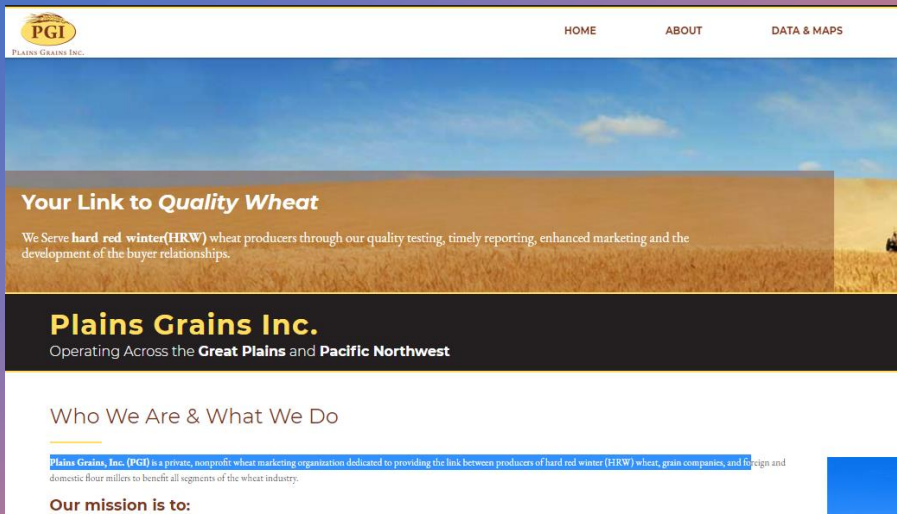 PGI
PLAINS GRAINS INC.
HOME ABOUT DATA & MAPS
Your Link to Quality Wheat
We Serve hard red winter(HRW) wheat producers through our quality testing, timely reporting, enhanced marketing and the
development of the buyer relationships.
Plains Grains Inc.
Operating Across the Great Plains and Pacific Northwest
Who We Are & What We Do
Plains Grains, Inc. (PGI) is a private, nonprofit wheat marketing organization dedicated to providing the link between producers of hard red winter (HRW) wheat, grain companies, and foreign and
domestic flour millers to benefit all segments of the wheat industry.
Our mission is to: